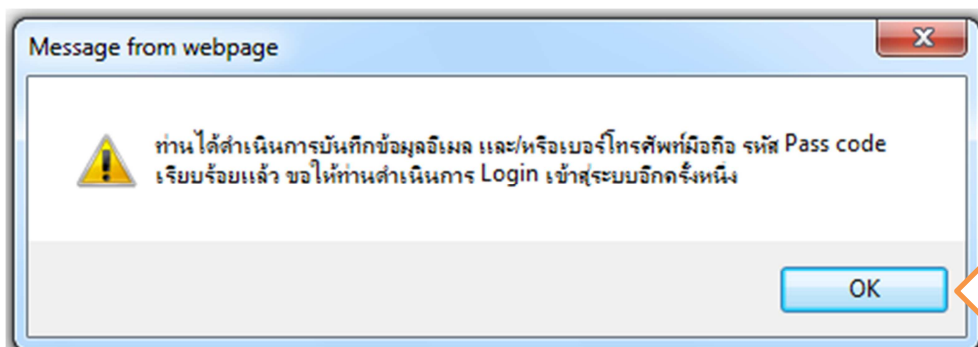 Message from webpage
ท่านได้ดำเนินการบันทึกข้อมูลอีเมล และ/หรือเบอร์โทรศัพท์มือถือ รหัส Pass code
เรียบร้อยแล้ว ขอให้ท่านดำเนินการ Login เข้าสู่ระบบอีกครั้งหนึ่ง
OK